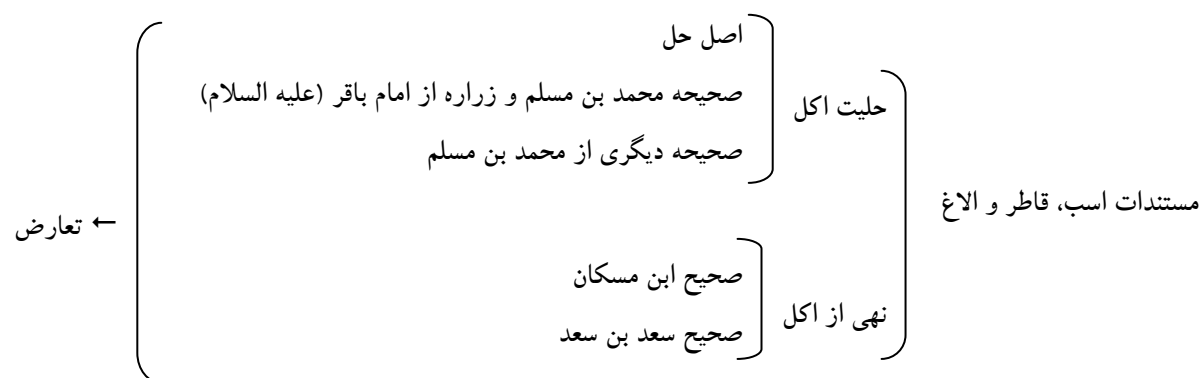 مستندات اسب، قاطر و الاغ
حلیت اکل
اصل حل
صحیحه محمد بن مسلم و زراره از امام باقر (علیه السلام)
صحیحه دیگری از محمد بن مسلم
نهی از اکل
صحیح ابن مسکان
صحیح سعد بن سعد
← تعارض